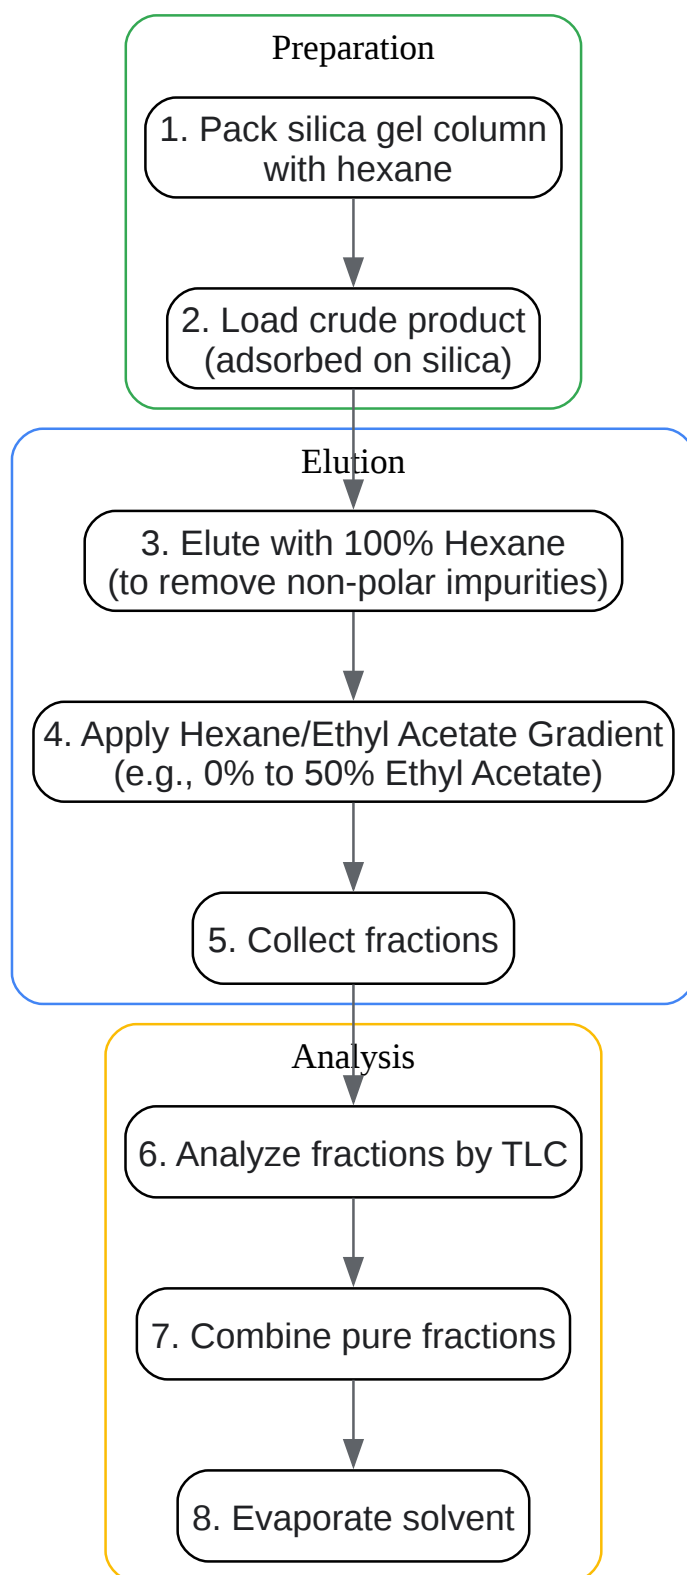 Preparation
1. Pack silica gel column
with hexane
2. Load crude product
(adsorbed on silica)
Elution
3. Elute with 100% Hexane
(to remove non-polar impurities)
4. Apply Hexane/Ethyl Acetate Gradient
(e.g., 0% to 50% Ethyl Acetate)
5. Collect fractions
Analysis
6. Analyze fractions by TLC
7. Combine pure fractions
8. Evaporate solvent